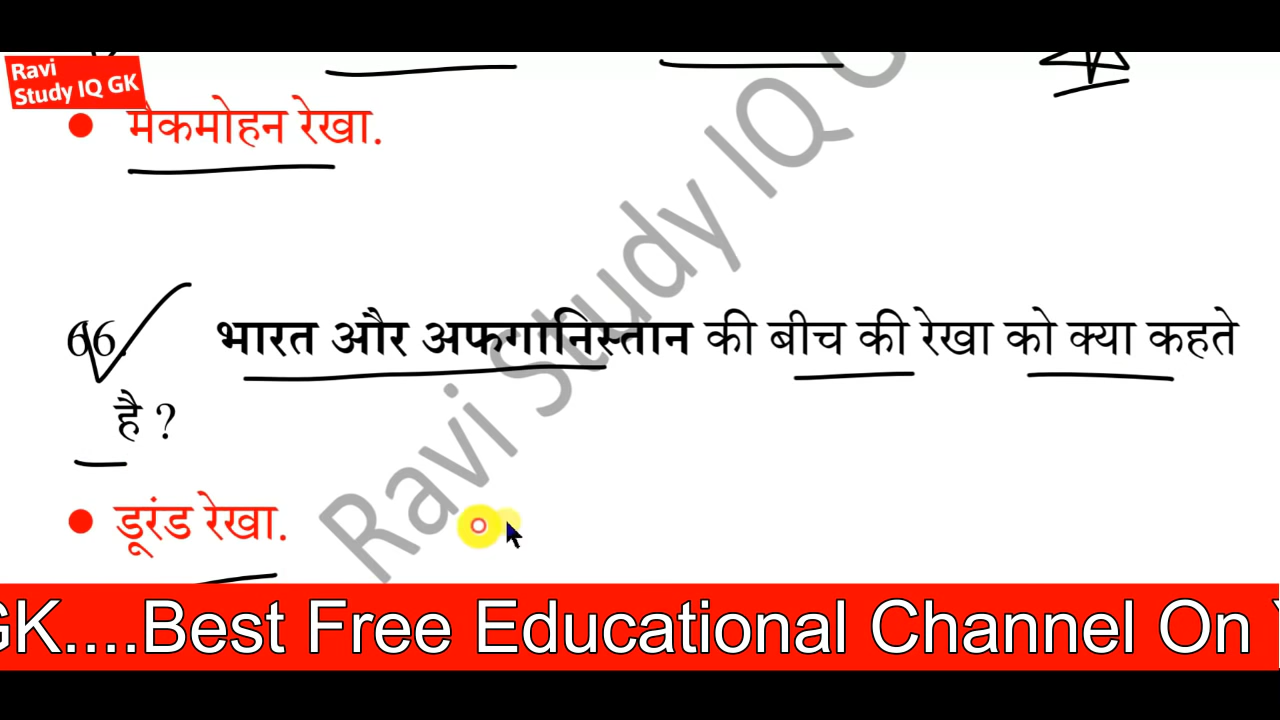 Ravi
Study IQ GK
● मैकमोहन रेखा.
66. भारत और अफगानिस्तान की बीच की रेखा को क्या कहते
है ?
● डूरंड रेखा.
Ravi Study IQ G
GK....Best Free Educational Channel On Y